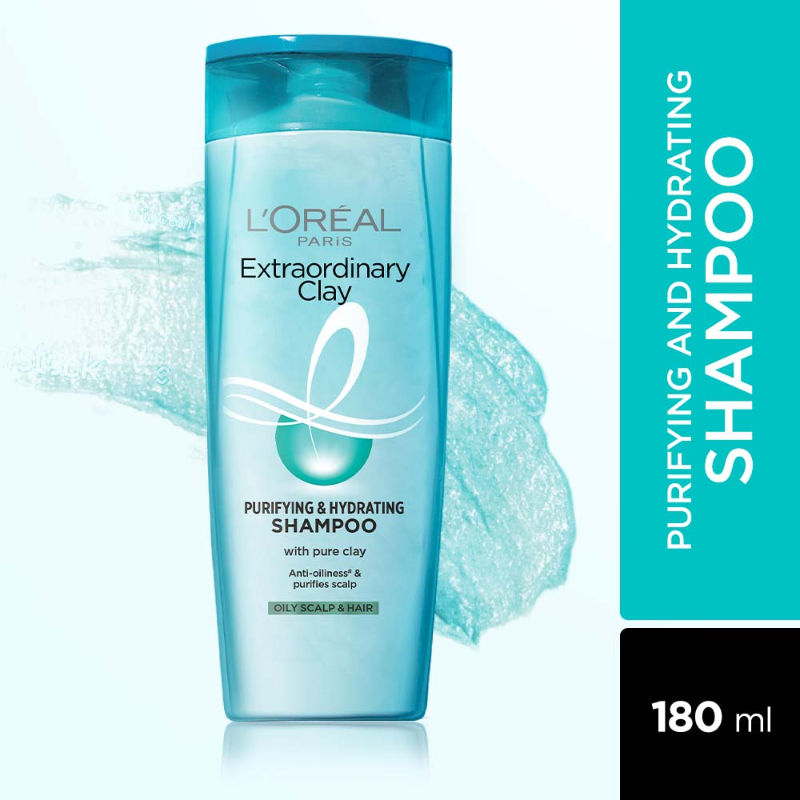 L'ORÉAL
PARiS
Extraordinary
Clay
PURIFYING & HYDRATING
SHAMPOO
with pure clay
Anti-oiliness# &
purifies scalp
OILY SCALP & HAIR
PURIFYING AND HYDRATING
SHAMPOO
180 ml